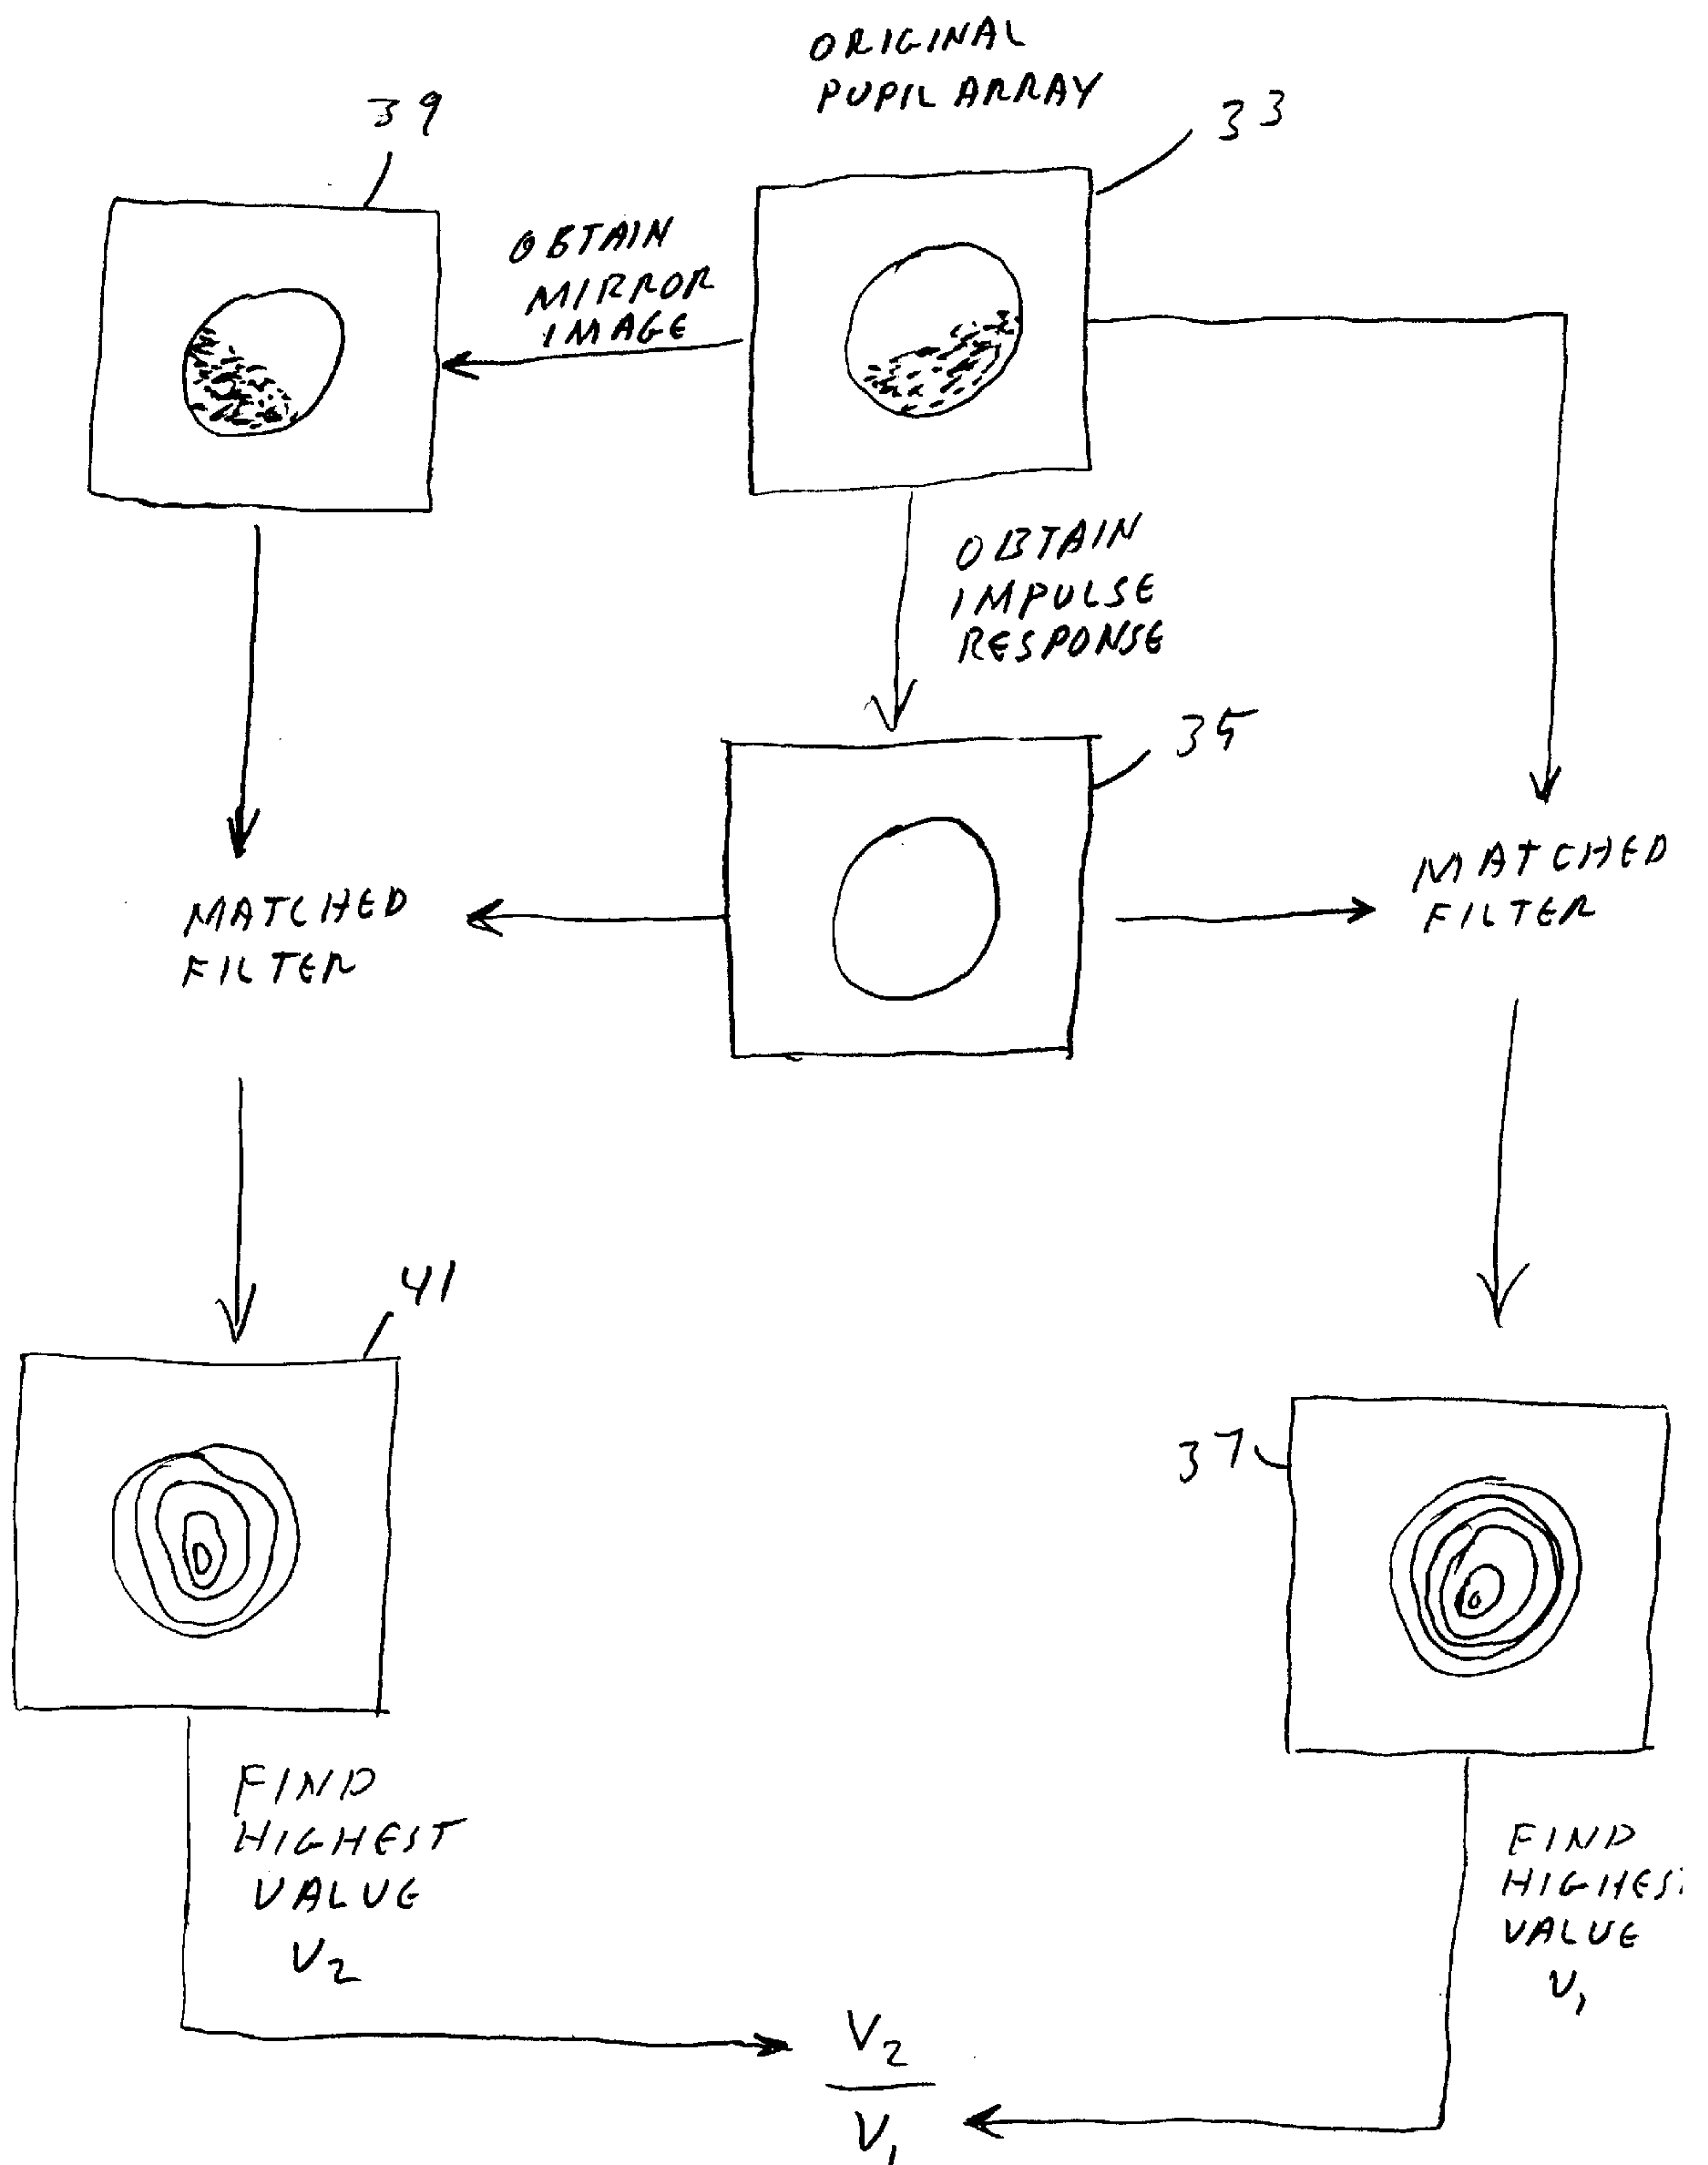 ORIGINAL
PUPIL ARRAY
39
33
OBTAIN
MIRROR
IMAGE
OBTAIN
IMPULSE
RESPONSE
35
MATCHED
FILTER
MATCHED
FILTER
41
37
FIND
HIGHEST
VALUE
V2
FIND
HIGHEST
VALUE
V1
V2
V1